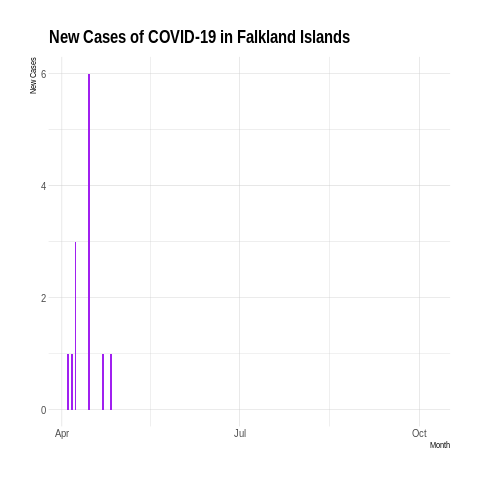 New Cases of COVID-19 in Falkland Islands
New Cases
6
4
2
0
Apr Jul Oct
Month